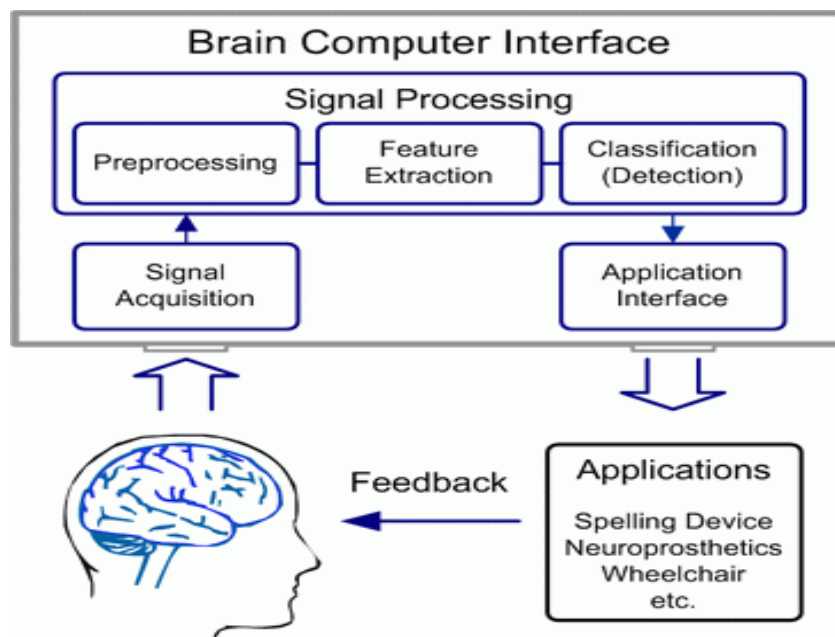 Brain Computer Interface
Signal Processing
Preprocessing
Feature
Extraction
Classification
(Detection)
Signal
Acquisition
Application
Interface
Feedback
Applications
Spelling Device
Neuroprosthetics
Wheelchair
etc.